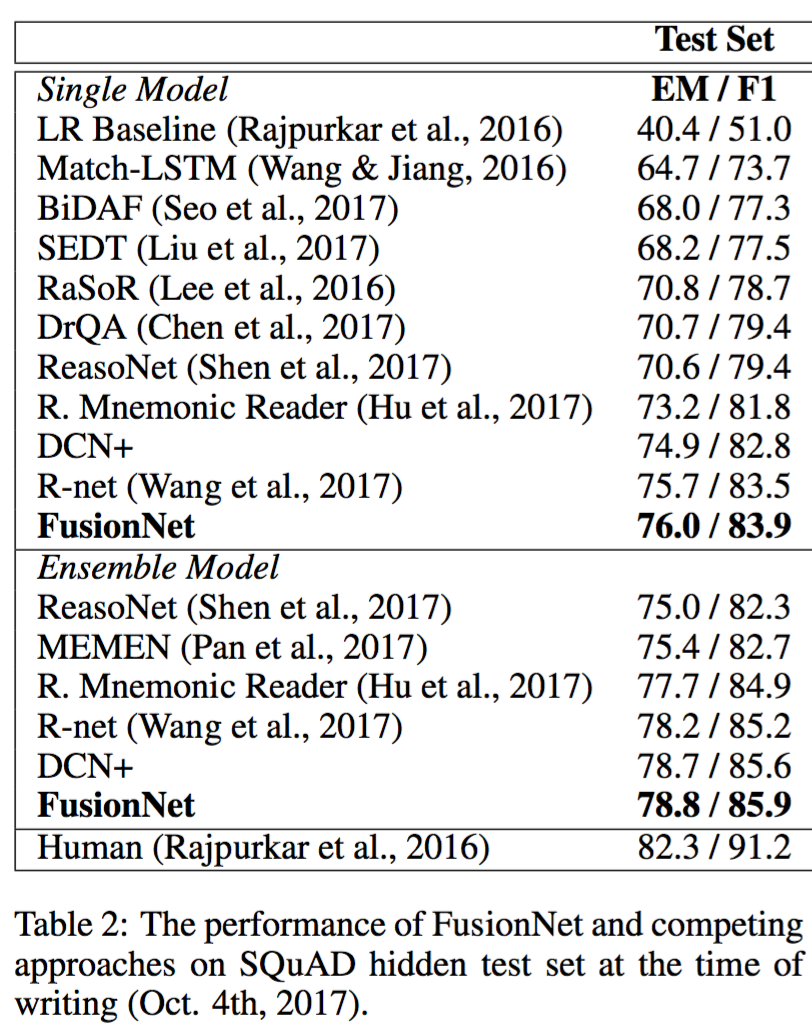 Test Set
Single Model EM / F1
LR Baseline (Rajpurkar et al., 2016) 40.4 / 51.0
Match-LSTM (Wang & Jiang, 2016) 64.7 / 73.7
BiDAF (Seo et al., 2017) 68.0 / 77.3
SEDT (Liu et al., 2017) 68.2 / 77.5
RaSoR (Lee et al., 2016) 70.8 / 78.7
DrQA (Chen et al., 2017) 70.7 / 79.4
ReasoNet (Shen et al., 2017) 70.6 / 79.4
R. Mnemonic Reader (Hu et al., 2017) 73.2 / 81.8
DCN+ 74.9 / 82.8
R-net (Wang et al., 2017) 75.7 / 83.5
FusionNet 76.0 / 83.9
Ensemble Model
ReasoNet (Shen et al., 2017) 75.0 / 82.3
MEMEN (Pan et al., 2017) 75.4 / 82.7
R. Mnemonic Reader (Hu et al., 2017) 77.7 / 84.9
R-net (Wang et al., 2017) 78.2 / 85.2
DCN+ 78.7 / 85.6
FusionNet 78.8 / 85.9
Human (Rajpurkar et al., 2016) 82.3 / 91.2
Table 2: The performance of FusionNet and competing
approaches on SQuAD hidden test set at the time of
writing (Oct. 4th, 2017).